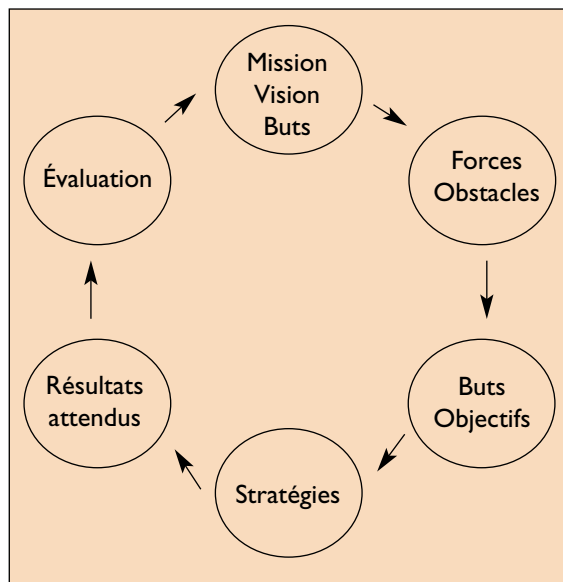 Mission
Vision
Buts
Forces
Obstacles
Buts
Objectifs
Stratégies
Résultats
attendus
Évaluation